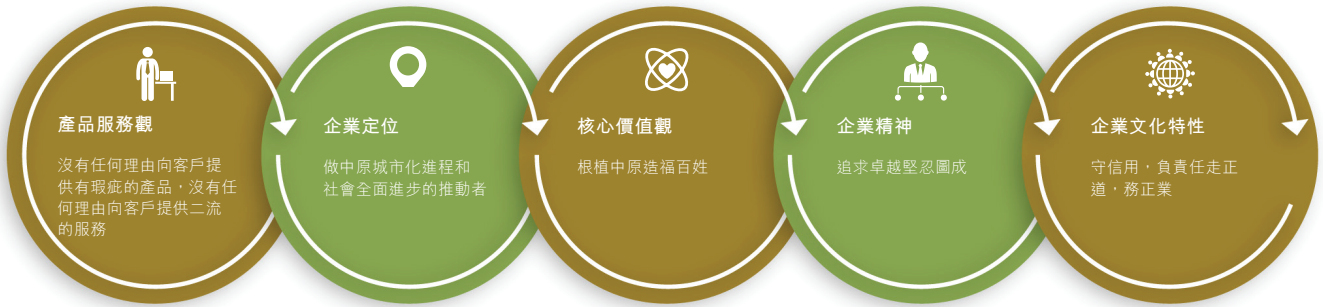 產品服務觀
沒有任何理由向客戶提
供有瑕疵的產品，沒有任
何理由向客戶提供二流
的服務
企業定位
做中原城市化進程和
社會全面進步的推動者
核心價值觀
根植中原造福百姓
企業精神
追求卓越堅忍圖成
企業文化特性
守信用，負責任走正
道，務正業